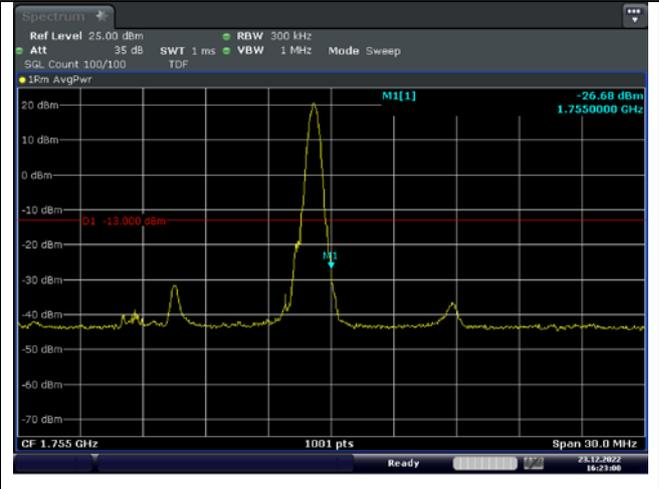 Spectrum
Ref Level 25.00 dBm RBW 300 kHz
Att 35 dB SWT 1 ms VBW 1 MHz Mode Sweep
SGL Count 100/100 TDF
1Rm AvgPwr
M1[1] -26.68 dBm
1.7550000 GHz
20 dBm
10 dBm
0 dBm
-10 dBm
D1 -13.000 dBm
-20 dBm
M1
-30 dBm
-40 dBm
-50 dBm
-60 dBm
-70 dBm
CF 1.755 GHz 1001 pts Span 30.0 MHz
Ready 23.12.2022
16:23:00